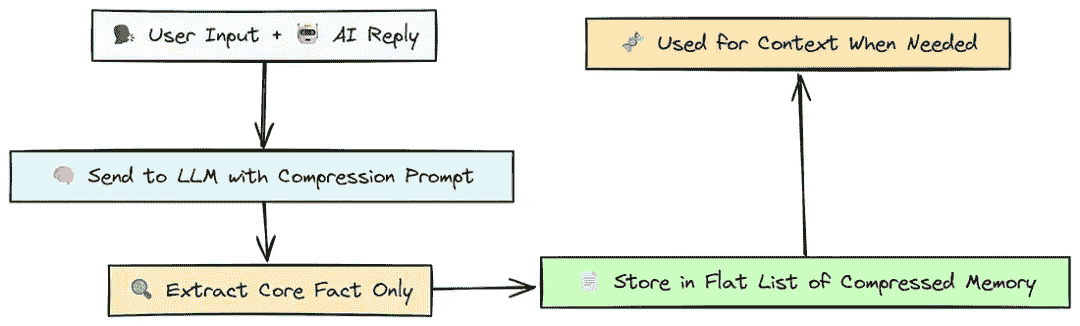 User Input + AI Reply
Send to LLM with Compression Prompt
Extract Core Fact Only
Store in Flat List of Compressed Memory
Used for Context When Needed